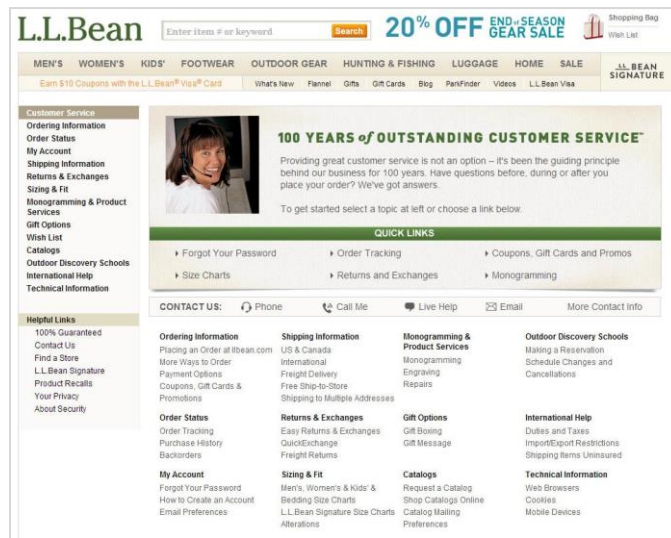 L.L.Bean
Enter item # or keyword
Search
20% OFF END of SEASON GEAR SALE
Shopping Bag
Wish List
MEN'S WOMEN'S KIDS' FOOTWEAR OUTDOOR GEAR HUNTING & FISHING LUGGAGE HOME SALE
L.L. BEAN SIGNATURE
Earn $10 Coupons with the L.L.Bean® Visa® Card
What's New Flannel Gifts Gift Cards Blog ParkFinder Videos L.L.Bean Visa
Customer Service
Ordering Information
Order Status
My Account
Shipping Information
Returns & Exchanges
Sizing & Fit
Monogramming & Product
Services
Gift Options
Wish List
Catalogs
Outdoor Discovery Schools
International Help
Technical Information
Helpful Links
100% Guaranteed
Contact Us
Find a Store
L.L.Bean Signature
Product Recalls
Your Privacy
About Security
100 YEARS of OUTSTANDING CUSTOMER SERVICE™
Providing great customer service is not an option – it's been the guiding principle
behind our business for 100 years. Have questions before, during or after you
place your order? We've got answers.
To get started select a topic at left or choose a link below.
QUICK LINKS
Forgot Your Password Order Tracking Coupons, Gift Cards and Promos
Size Charts Returns and Exchanges Monogramming
CONTACT US: Phone Call Me Live Help Email More Contact Info
Ordering Information
Placing an Order at llbean.com
More Ways to Order
Payment Options
Coupons, Gift Cards &
Promotions
Shipping Information
US & Canada
International
Freight Delivery
Free Ship-to-Store
Shipping to Multiple Addresses
Monogramming &
Product Services
Monogramming
Engraving
Repairs
Outdoor Discovery Schools
Making a Reservation
Schedule Changes and
Cancellations
Order Status
Order Tracking
Purchase History
Backorders
Returns & Exchanges
Easy Returns & Exchanges
QuickExchange
Freight Returns
Gift Options
Gift Boxing
Gift Message
International Help
Duties and Taxes
Import/Export Restrictions
Shipping Items Uninsured
My Account
Forgot Your Password
How to Create an Account
Email Preferences
Sizing & Fit
Men's, Women's & Kids' &
Bedding Size Charts
L.L.Bean Signature Size Charts
Alterations
Catalogs
Request a Catalog
Shop Catalogs Online
Catalog Mailing
Preferences
Technical Information
Web Browsers
Cookies
Mobile Devices